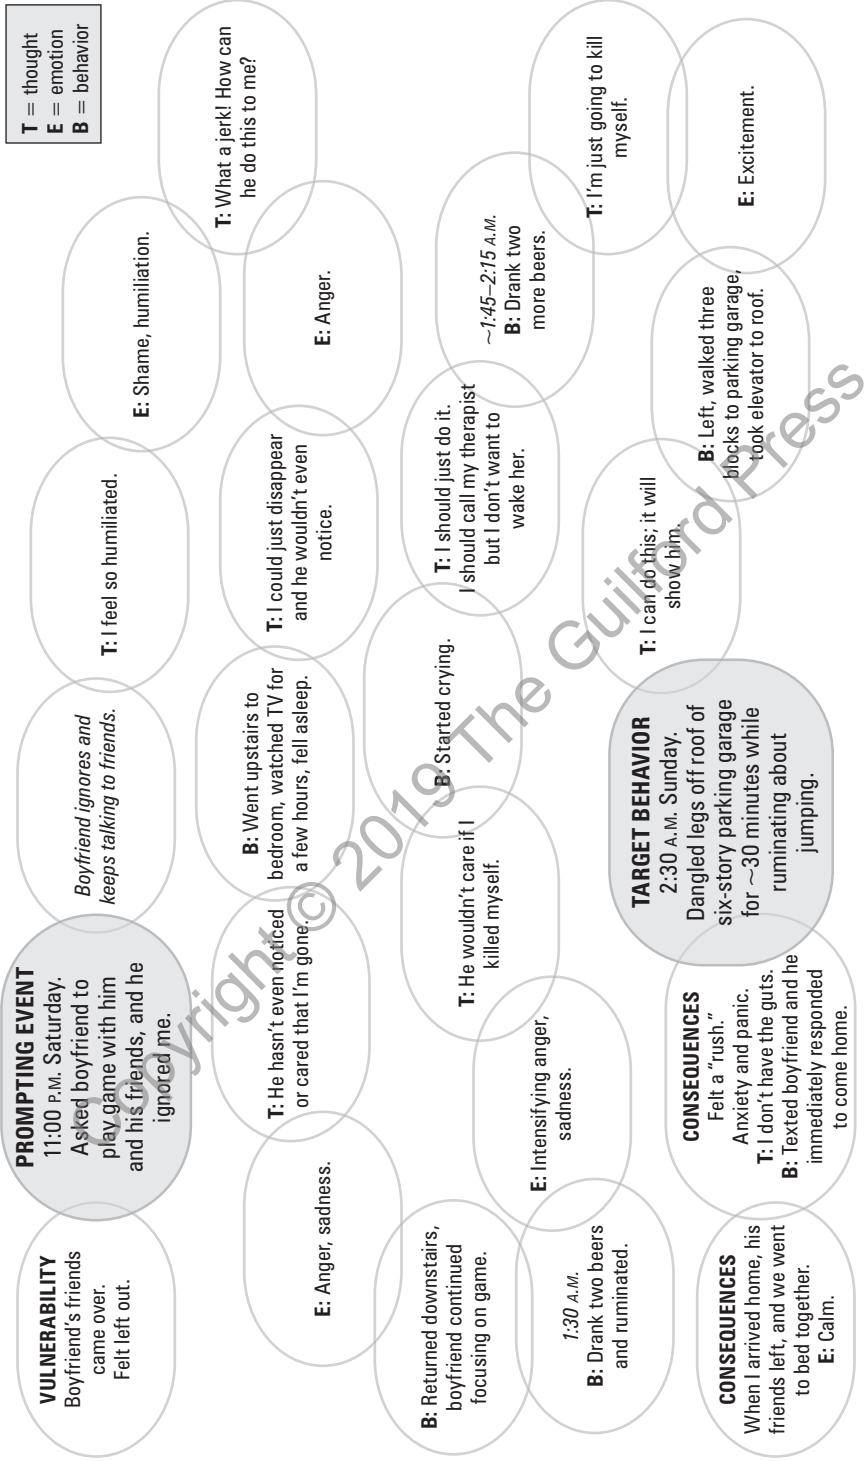 T = thought
E = emotion
B = behavior
VULNERABILITY
Boyfriend's friends
came over.
Felt left out.
PROMPTING EVENT
11:00 P.M. Saturday.
Asked boyfriend to
play game with him
and his friends, and he
ignored me.
Boyfriend ignores and
keeps talking to friends.
T: I feel so humiliated.
E: Shame, humiliation.
T: What a jerk! How can
he do this to me?
E: Anger.
T: I could just disappear
and he wouldn't even
notice.
B: Went upstairs to
bedroom, watched TV for
a few hours, fell asleep.
T: He hasn't even noticed
or cared that I'm gone.
E: Anger, sadness.
B: Returned downstairs,
boyfriend continued
focusing on game.
1:30 A.M.
B: Drank two beers
and ruminated.
E: Intensifying anger,
sadness.
T: He wouldn't care if I
killed myself.
B: Started crying.
T: I should just do it.
I should call my therapist
but I don't want to
wake her.
~1:45–2:15 A.M.
B: Drank two
more beers.
T: I'm just going to kill
myself.
E: Excitement.
B: Left, walked three
blocks to parking garage,
took elevator to roof.
T: I can do this; it will
show him.
TARGET BEHAVIOR
2:30 A.M. Sunday.
Dangled legs off roof of
six-story parking garage
for ~30 minutes while
ruminating about
jumping.
CONSEQUENCES
Felt a "rush."
Anxiety and panic.
T: I don't have the guts.
B: Texted boyfriend and he
immediately responded
to come home.
CONSEQUENCES
When I arrived home, his
friends left, and we went
to bed together.
E: Calm.
Copyright © 2019 The Guilford Press